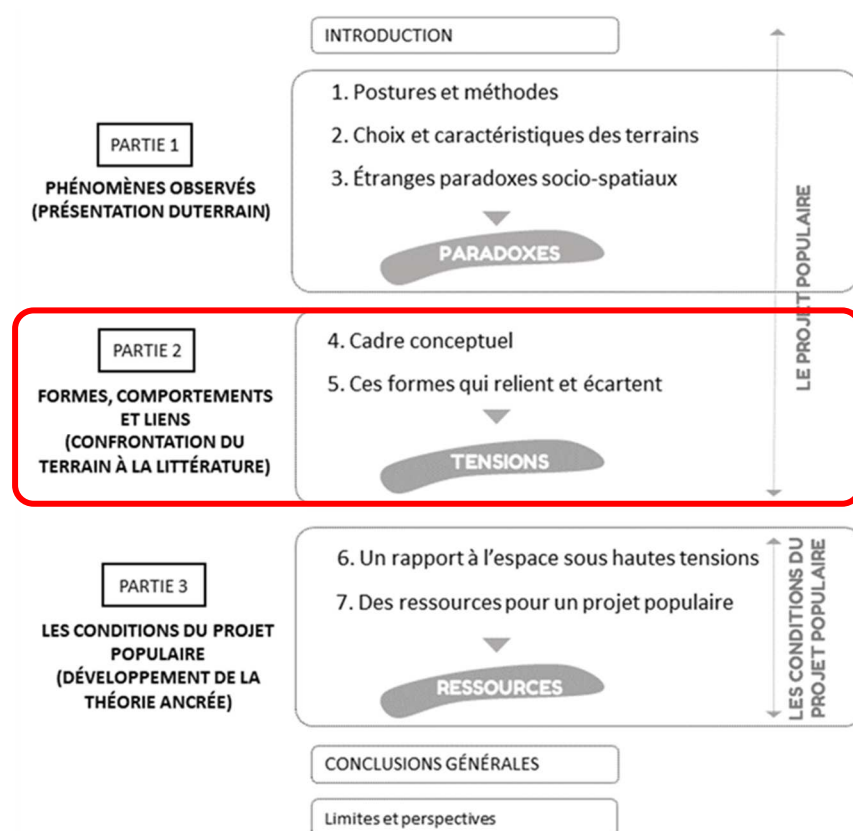 INTRODUCTION
PARTIE 1
PHÉNOMÈNES OBSERVÉS
(PRÉSENTATION DUTERRAIN)
1. Postures et méthodes
2. Choix et caractéristiques des terrains
3. Étranges paradoxes socio-spatiaux
PARADOXES
LE PROJET POPULAIRE
PARTIE 2
FORMES, COMPORTEMENTS
ET LIENS
(CONFRONTATION DU
TERRAIN À LA LITTÉRATURE)
4. Cadre conceptuel
5. Ces formes qui relient et écartent
TENSIONS
PARTIE 3
LES CONDITIONS DU PROJET
POPULAIRE
(DÉVELOPPEMENT DE LA
THÉORIE ANCRÉE)
6. Un rapport à l’espace sous hautes tensions
7. Des ressources pour un projet populaire
RESSOURCES
LES CONDITIONS DU
PROJET POPULAIRE
CONCLUSIONS GÉNÉRALES
Limites et perspectives